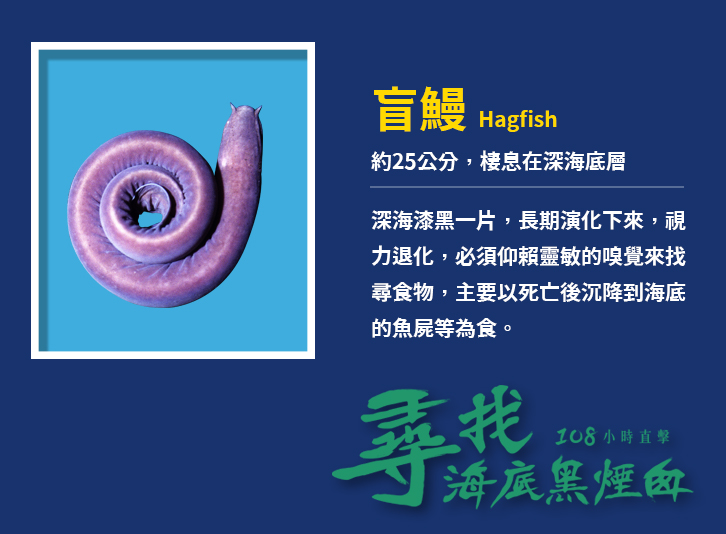 盲鰻 Hagfish
約25公分，棲息在深海底層
深海漆黑一片，長期演化下來，視
力退化，必須仰賴靈敏的嗅覺來找
尋食物，主要以死亡後沉降到海底
的魚屍等為食。
尋找
108小時直擊
海底黑煙囪